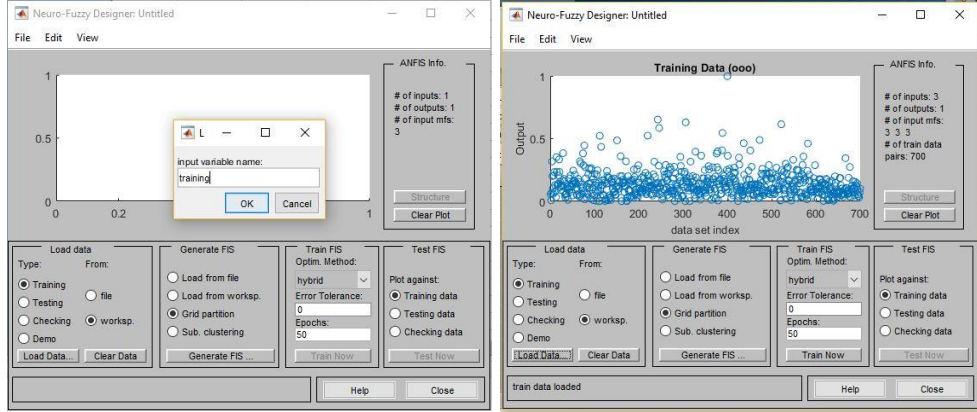 Neuro-Fuzzy Designer: Untitled
File Edit View
1
0.5
0
0 0.2 1
L
input variable name:
training
OK Cancel
ANFIS Info.
# of inputs: 1
# of outputs: 1
# of input mfs:
3
Structure
Clear Plot
Load data
Type: From:
Training
Testing
Checking
Demo
file
worksp.
Load Data... Clear Data
Generate FIS
Load from file
Load from worksp.
Grid partition
Sub. clustering
Generate FIS ...
Train FIS
Optim. Method:
hybrid
Error Tolerance:
0
Epochs:
50
Train Now
Test FIS
Plot against:
Training data
Testing data
Checking data
Test Now
Help Close
Neuro-Fuzzy Designer: Untitled
File Edit View
Training Data (ooo)
Output
1
0.5
0
0 100 200 300 400 500 600 700
data set index
ANFIS Info.
# of inputs: 3
# of outputs: 1
# of input mfs:
3 3 3
# of train data
pairs: 700
Structure
Clear Plot
Load data
Type: From:
Training
Testing
Checking
Demo
file
worksp.
Load Data... Clear Data
Generate FIS
Load from file
Load from worksp.
Grid partition
Sub. clustering
Generate FIS ...
Train FIS
Optim. Method:
hybrid
Error Tolerance:
0
Epochs:
50
Train Now
Test FIS
Plot against:
Training data
Testing data
Checking data
Test Now
train data loaded
Help Close